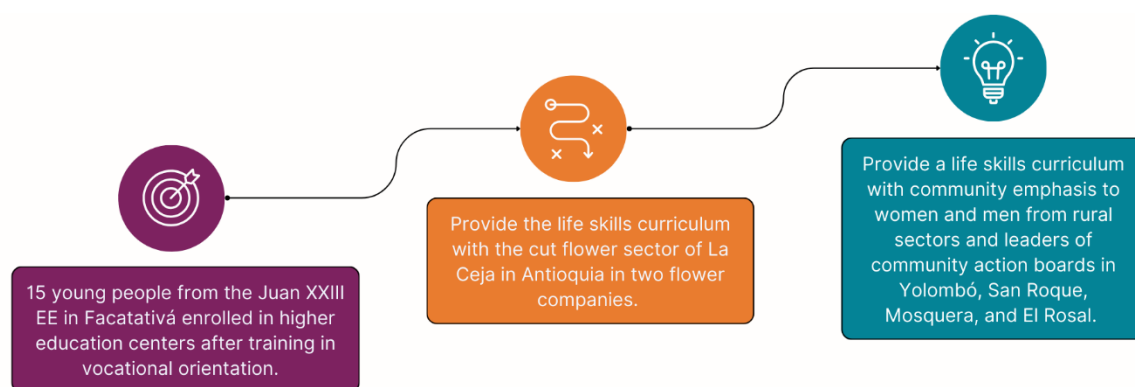 15 young people from the Juan XXIII
EE in Facatativá enrolled in higher
education centers after training in
vocational orientation.
Provide the life skills curriculum
with the cut flower sector of La
Ceja in Antioquia in two flower
companies.
Provide a life skills curriculum
with community emphasis to
women and men from rural
sectors and leaders of
community action boards in
Yolombó, San Roque,
Mosquera, and El Rosal.